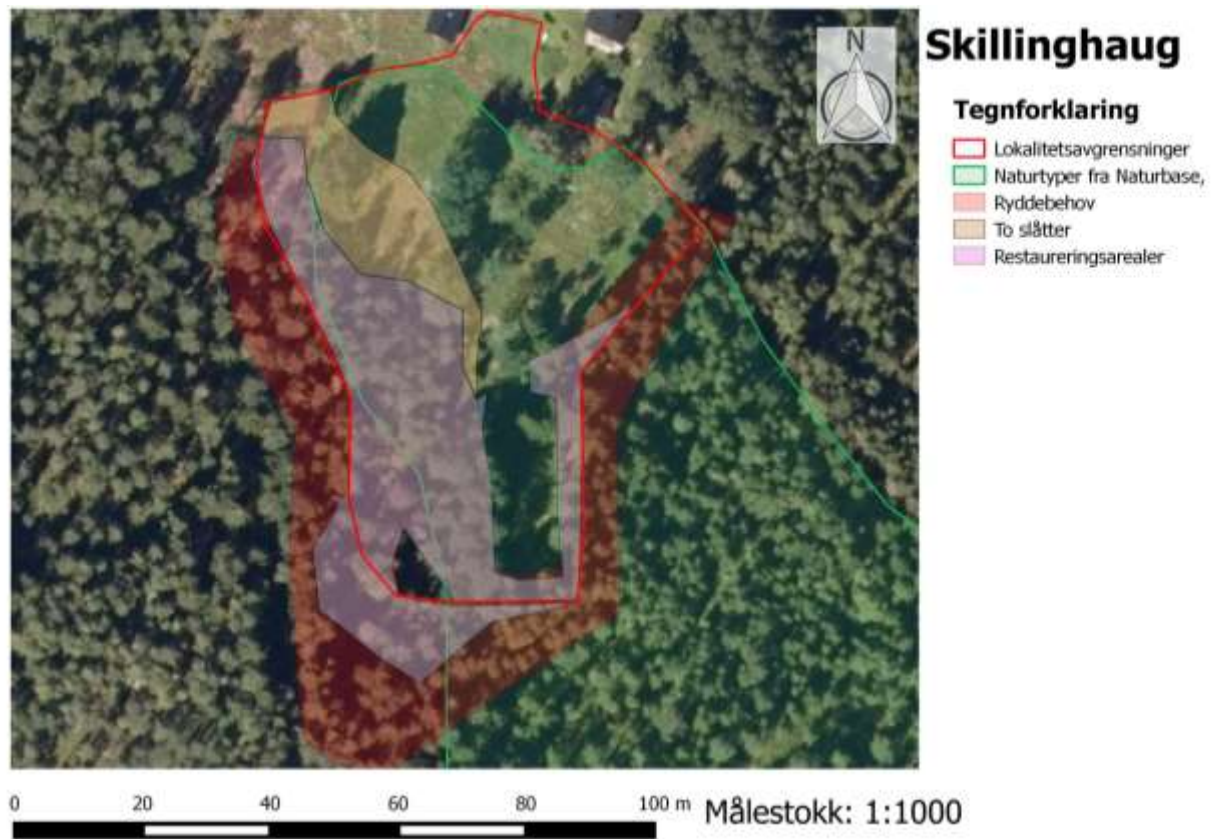 Skillinghaug
N
Tegnforklaring
Lokalitetsavgrensninger
Naturtyper fra Naturbase,
Ryddebehov
To slåtter
Restaureringsarealer
0 20 40 60 80 100 m
Målestokk: 1:1000